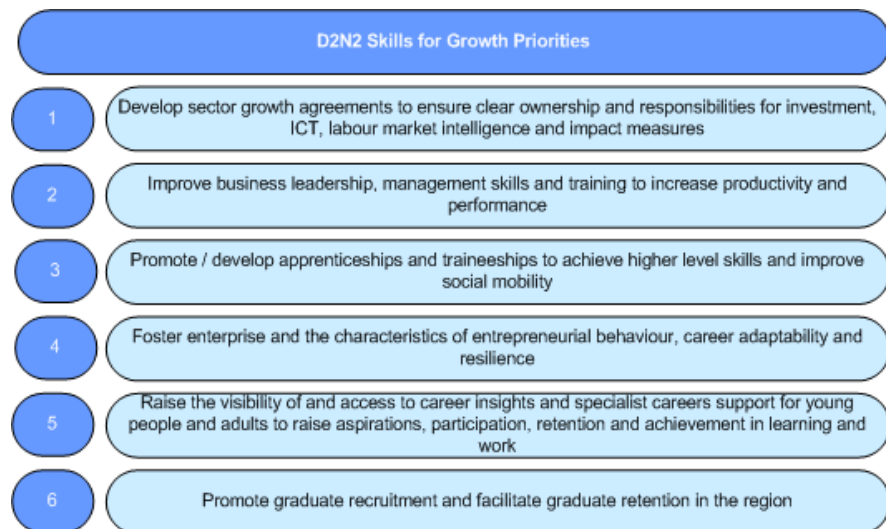 D2N2 Skills for Growth Priorities
1
Develop sector growth agreements to ensure clear ownership and responsibilities for investment,
ICT, labour market intelligence and impact measures
2
Improve business leadership, management skills and training to increase productivity and
performance
3
Promote / develop apprenticeships and traineeships to achieve higher level skills and improve
social mobility
4
Foster enterprise and the characteristics of entrepreneurial behaviour, career adaptability and
resilience
5
Raise the visibility of and access to career insights and specialist careers support for young
people and adults to raise aspirations, participation, retention and achievement in learning and
work
6
Promote graduate recruitment and facilitate graduate retention in the region